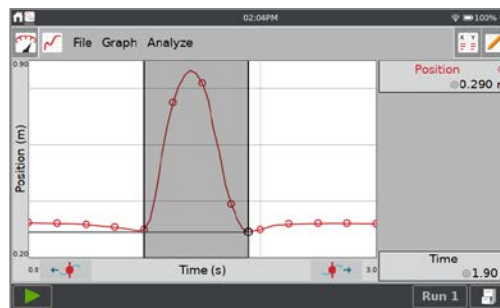 02:04PM
100%
File Graph Analyze
X Y
Position
0.290 m
0.90
Position (m)
0.20
0.0
Time (s)
3.0
Time
1.90
Run 1